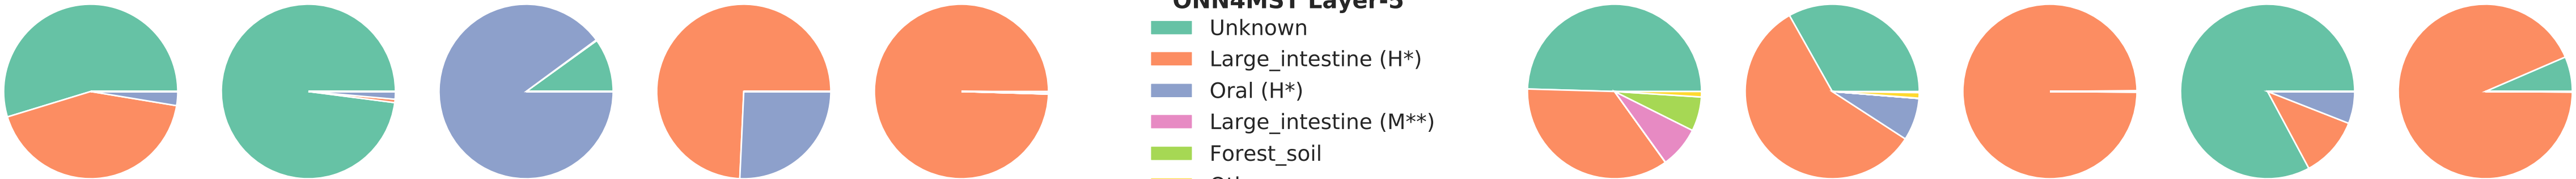 ONN4MST Layer-5
Unknown
Large_intestine (H*)
Oral (H*)
Large_intestine (M**)
Forest_soil